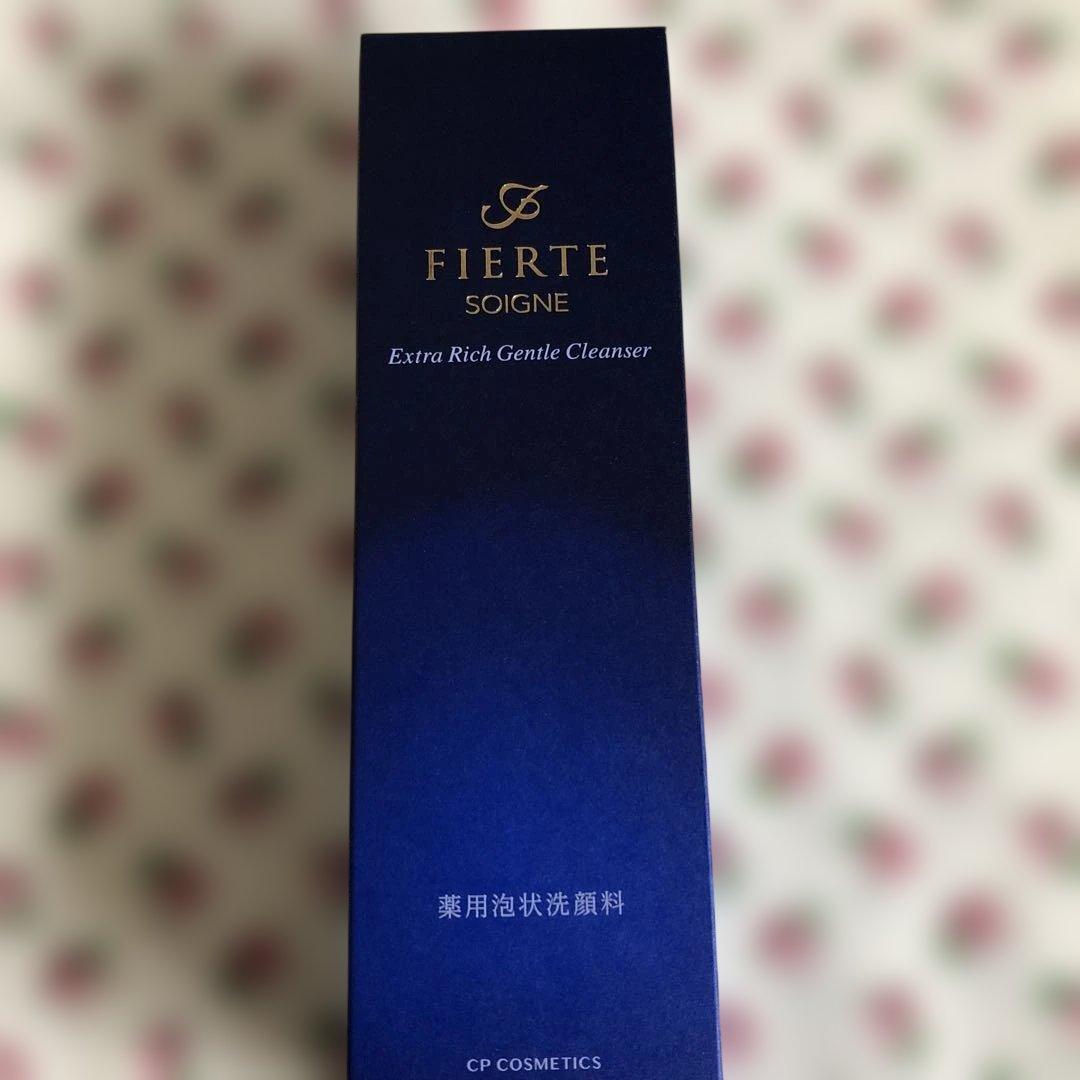 FIERTE
SOIGNE
Extra Rich Gentle Cleanser
薬用泡状洗顔料
CP COSMETICS